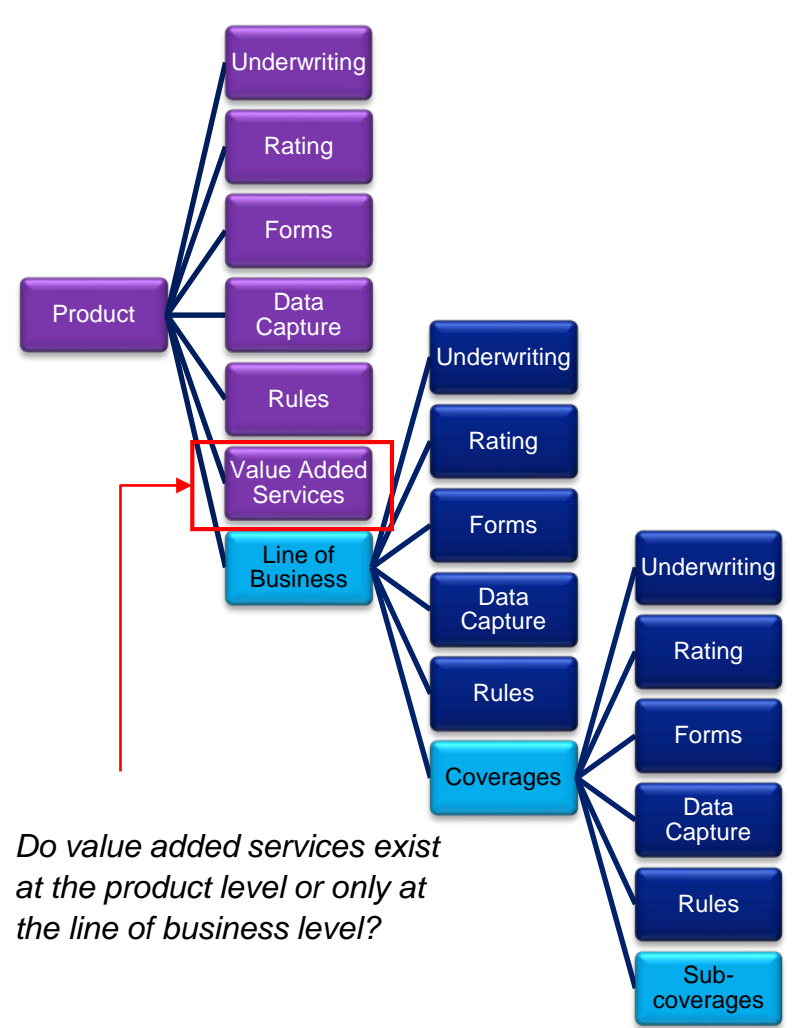 Underwriting
Rating
Forms
Product
Data
Capture
Rules
Value Added
Services
Line of
Business
Underwriting
Rating
Forms
Data
Capture
Rules
Coverages
Underwriting
Rating
Forms
Data
Capture
Rules
Sub-
coverages
Do value added services exist
at the product level or only at
the line of business level?